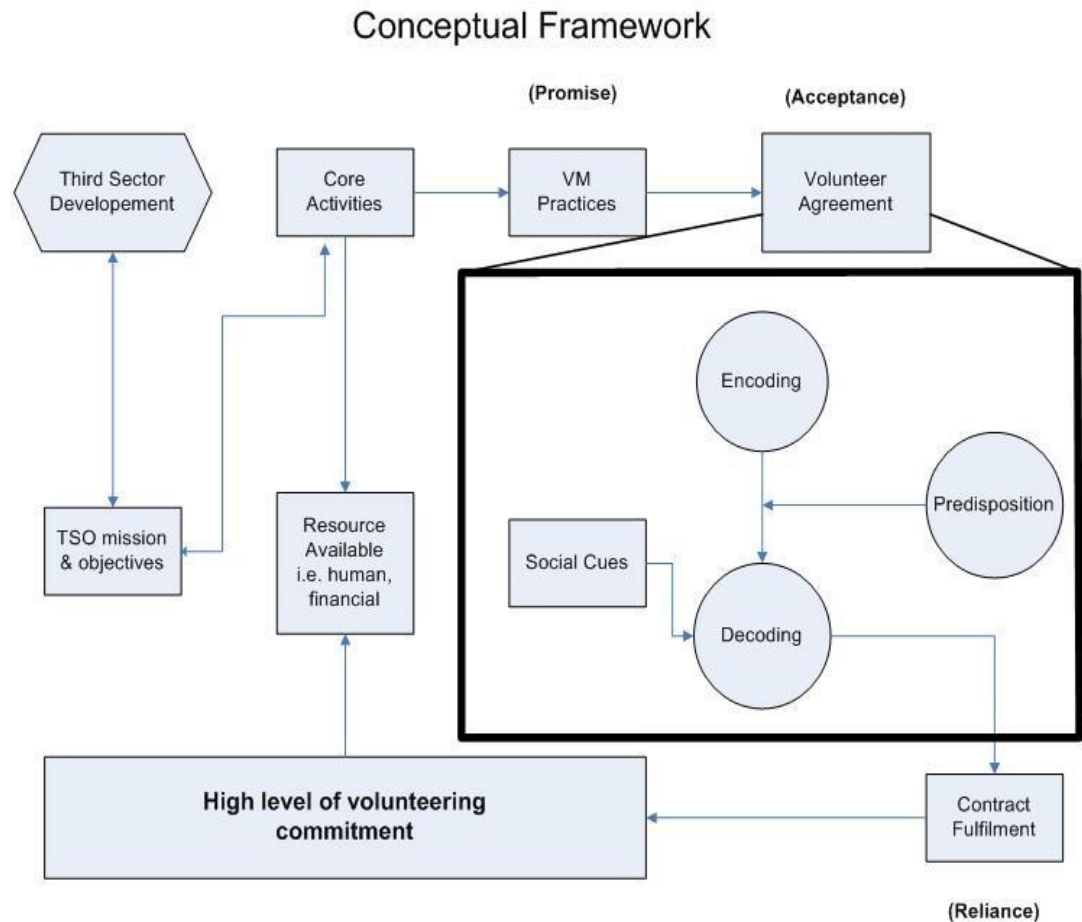 Conceptual Framework
(Promise)
(Acceptance)
Third Sector
Developement
Core
Activities
VM
Practices
Volunteer
Agreement
Encoding
Predisposition
TSO mission
& objectives
Resource
Available
i.e. human,
financial
Social Cues
Decoding
High level of volunteering
commitment
Contract
Fulfilment
(Reliance)